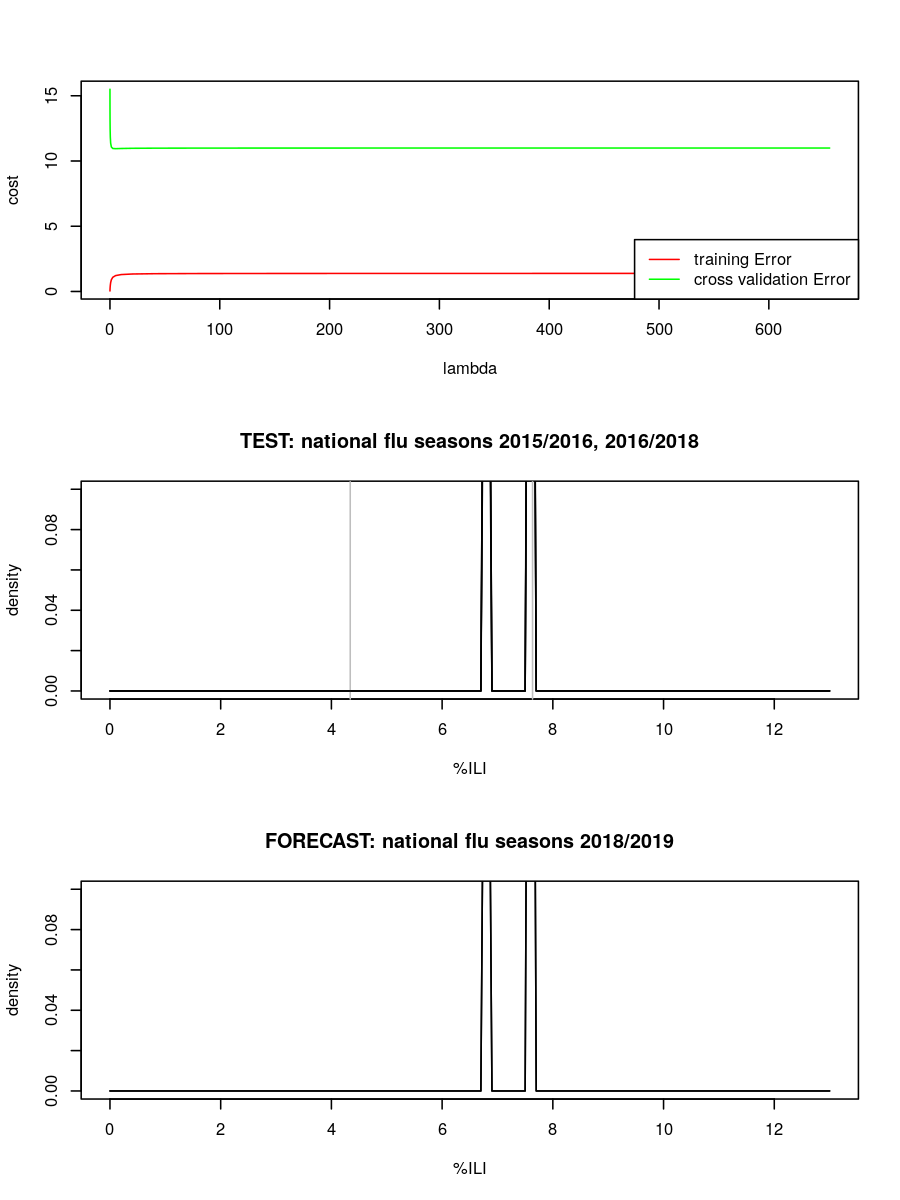 15
10
5
0
cost
training Error
cross validation Error
0 100 200 300 400 500 600
lambda
TEST: national flu seasons 2015/2016, 2016/2018
0.08
0.04
0.00
density
0 2 4 6 8 10 12
%ILI
FORECAST: national flu seasons 2018/2019
0.08
0.04
0.00
density
0 2 4 6 8 10 12
%ILI